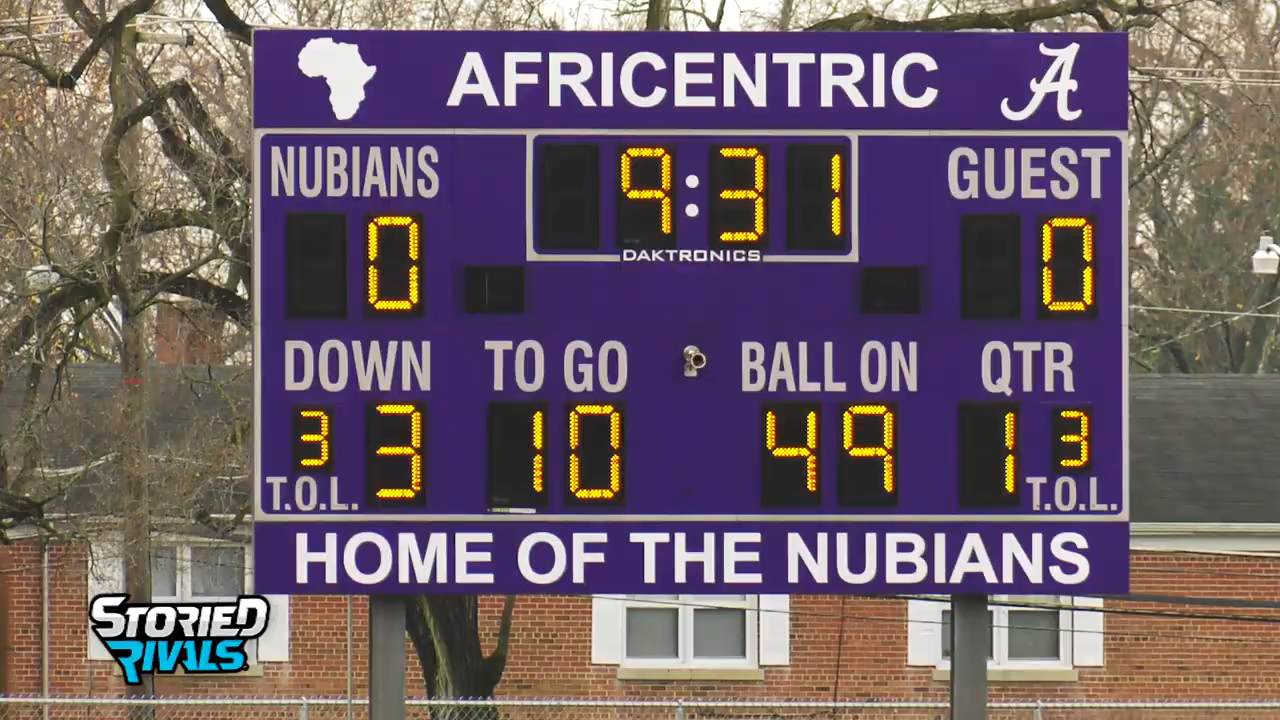 AFRICENTRIC A
NUBIANS 9:31 GUEST
DAKTRONICS
0 0
DOWN TO GO BALL ON QTR
3 3 10 49 1 3
T.O.L. T.O.L.
HOME OF THE NUBIANS
STORIED
RIVALS